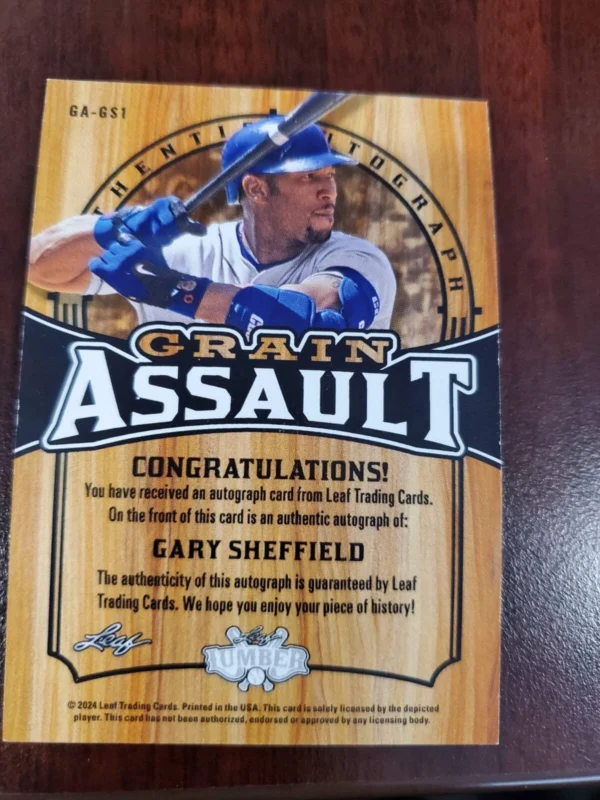 GA-GS1
AUTHENTIC AUTOGRAPH
GRAIN
ASSAULT
CONGRATULATIONS!
You have received an autograph card from Leaf Trading Cards.
On the front of this card is an authentic autograph of:
GARY SHEFFIELD
The authenticity of this autograph is guaranteed by Leaf
Trading Cards. We hope you enjoy your piece of history!
Leaf
Leaf
LUMBER
© 2024 Leaf Trading Cards. Printed in the USA. This card is solely licensed by the depicted
player. This card has not been authorized, endorsed or approved by any licensing body.